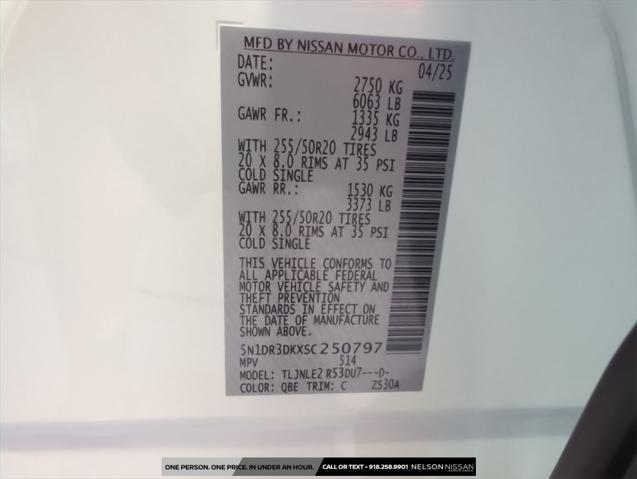 MFD BY NISSAN MOTOR CO., LTD.
DATE: 04/25
GVWR: 2750 KG
6063 LB
GAWR FR.: 1335 KG
2943 LB
WITH 255/50R20 TIRES
20 X 8.0 RIMS AT 35 PSI
COLD SINGLE
GAWR RR.: 1530 KG
3373 LB
WITH 255/50R20 TIRES
20 X 8.0 RIMS AT 35 PSI
COLD SINGLE
THIS VEHICLE CONFORMS TO
ALL APPLICABLE FEDERAL
MOTOR VEHICLE SAFETY AND
THEFT PREVENTION
STANDARDS IN EFFECT ON
THE DATE OF MANUFACTURE
SHOWN ABOVE.
5N1DR3DKXSC250797
MPV 514
MODEL: TLJNLE2 R53DU7---D-
COLOR: QBE TRIM: C ZS30A
ONE PERSON. ONE PRICE. IN UNDER AN HOUR. CALL OR TEXT - 918.258.9901 NELSON NISSAN